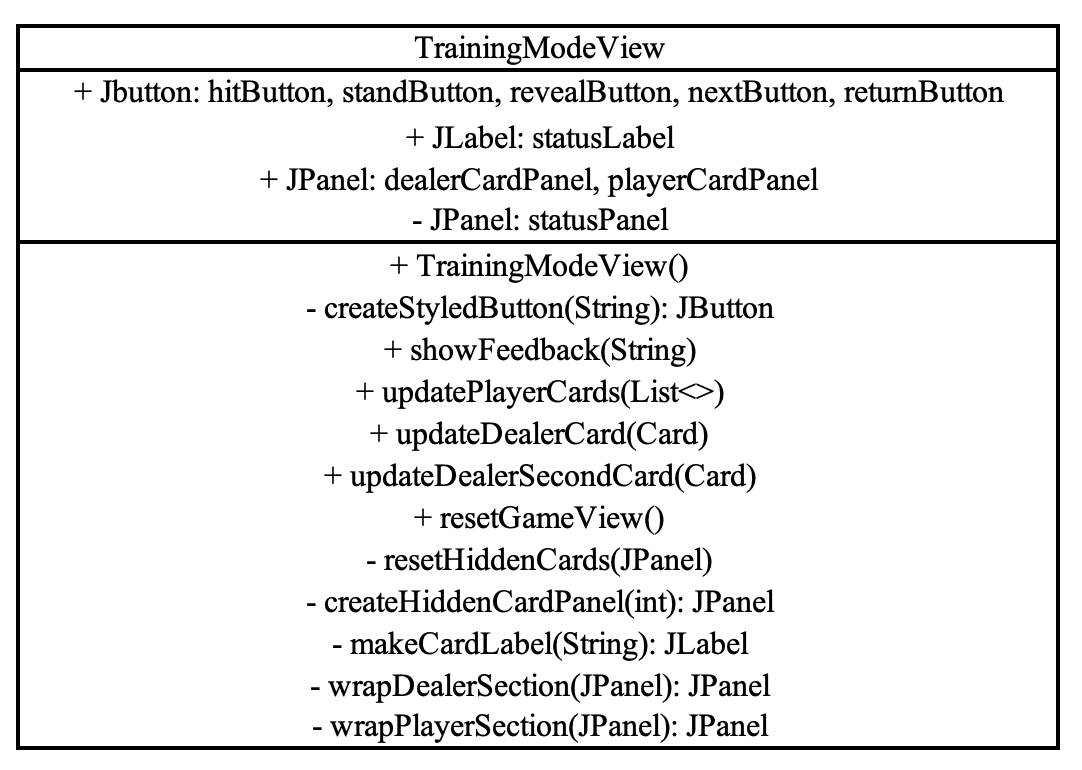 TrainingModeView
+ Jbutton: hitButton, standButton, revealButton, nextButton, returnButton
+ JLabel: statusLabel
+ JPanel: dealerCardPanel, playerCardPanel
- JPanel: statusPanel
+ TrainingModeView()
- createStyledButton(String): JButton
+ showFeedback(String)
+ updatePlayerCards(List<>)
+ updateDealerCard(Card)
+ updateDealerSecondCard(Card)
+ resetGameView()
- resetHiddenCards(JPanel)
- createHiddenCardPanel(int): JPanel
- makeCardLabel(String): JLabel
- wrapDealerSection(JPanel): JPanel
- wrapPlayerSection(JPanel): JPanel